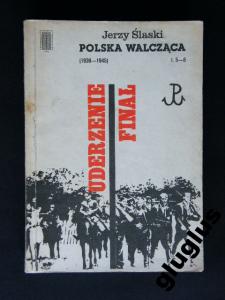 Jerzy Ślaski
POLSKA WALCZĄCA
(1939—1945) t. 5—6
UDERZENIE
FINAŁ
gluglus